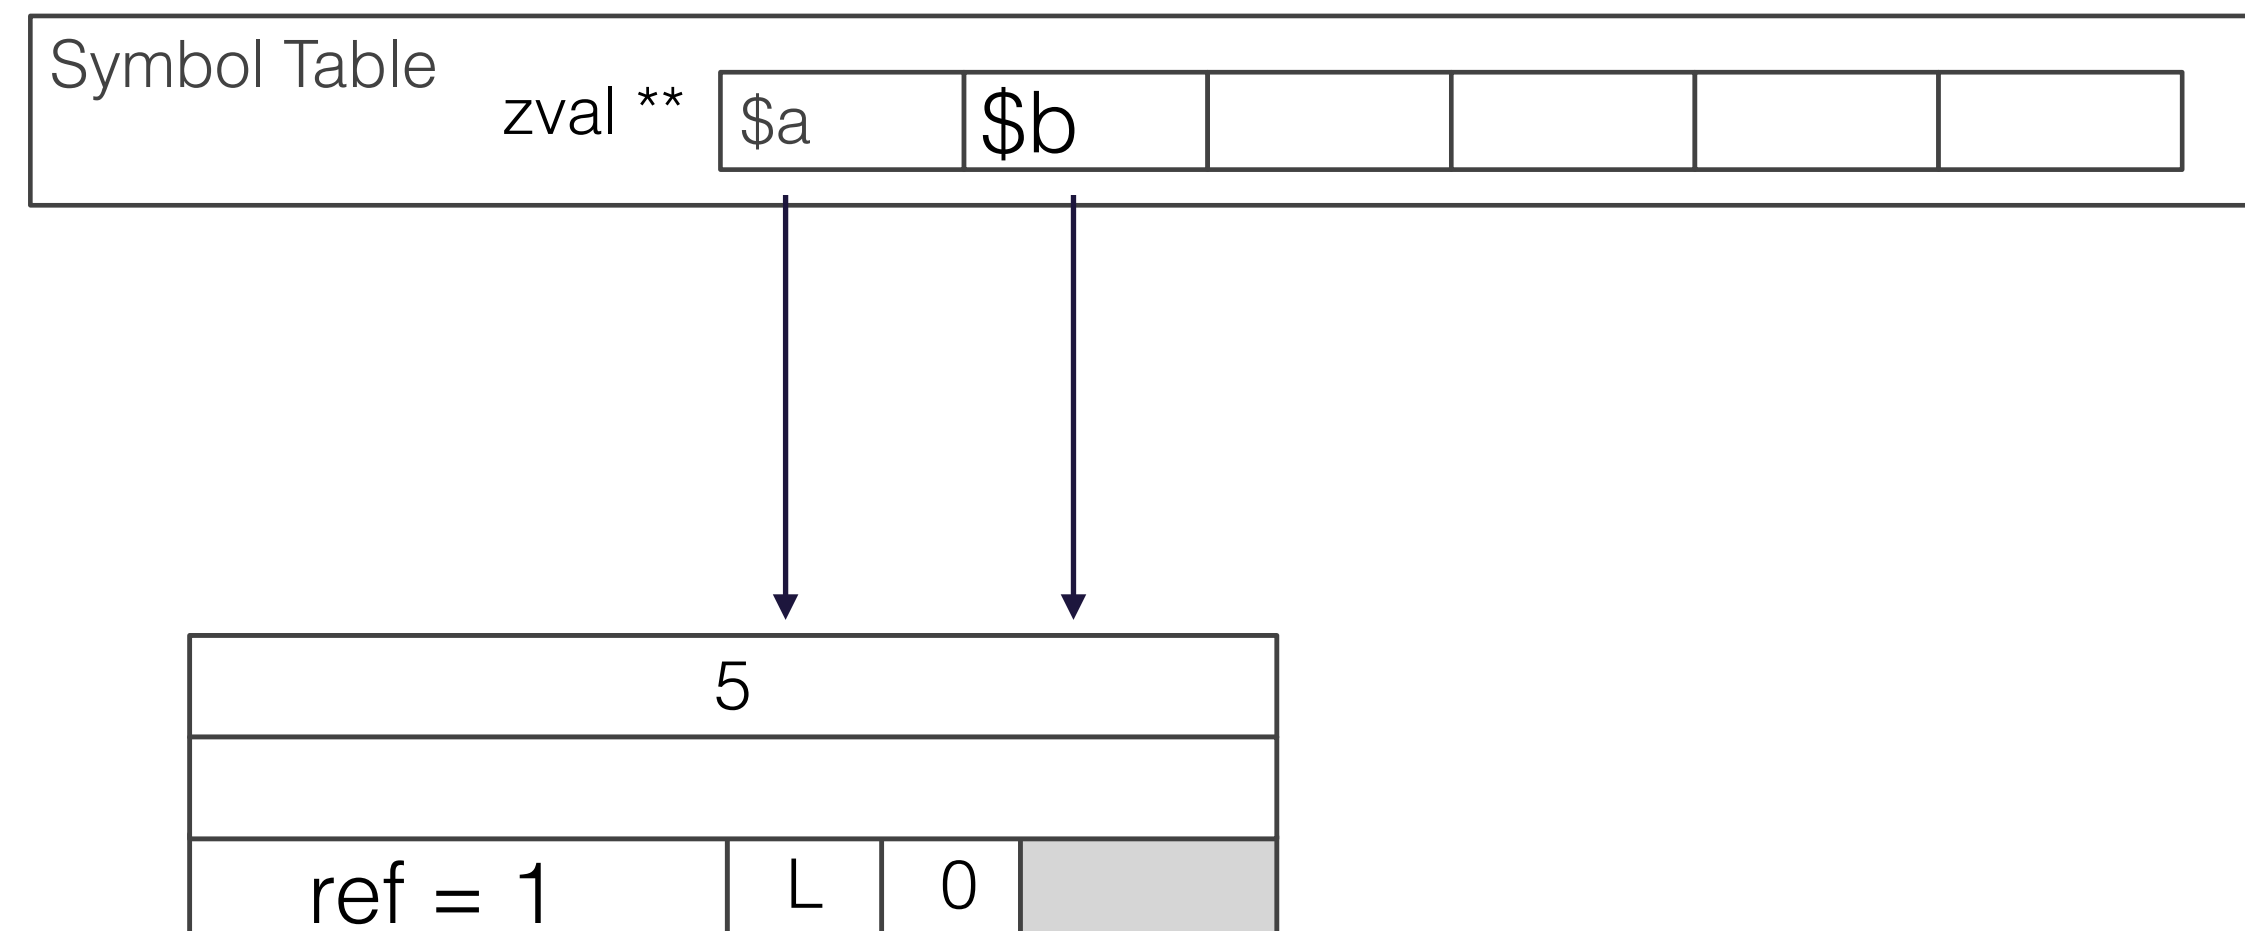 Symbol Table
zval **
$a
$b
5
ref = 1
L
0